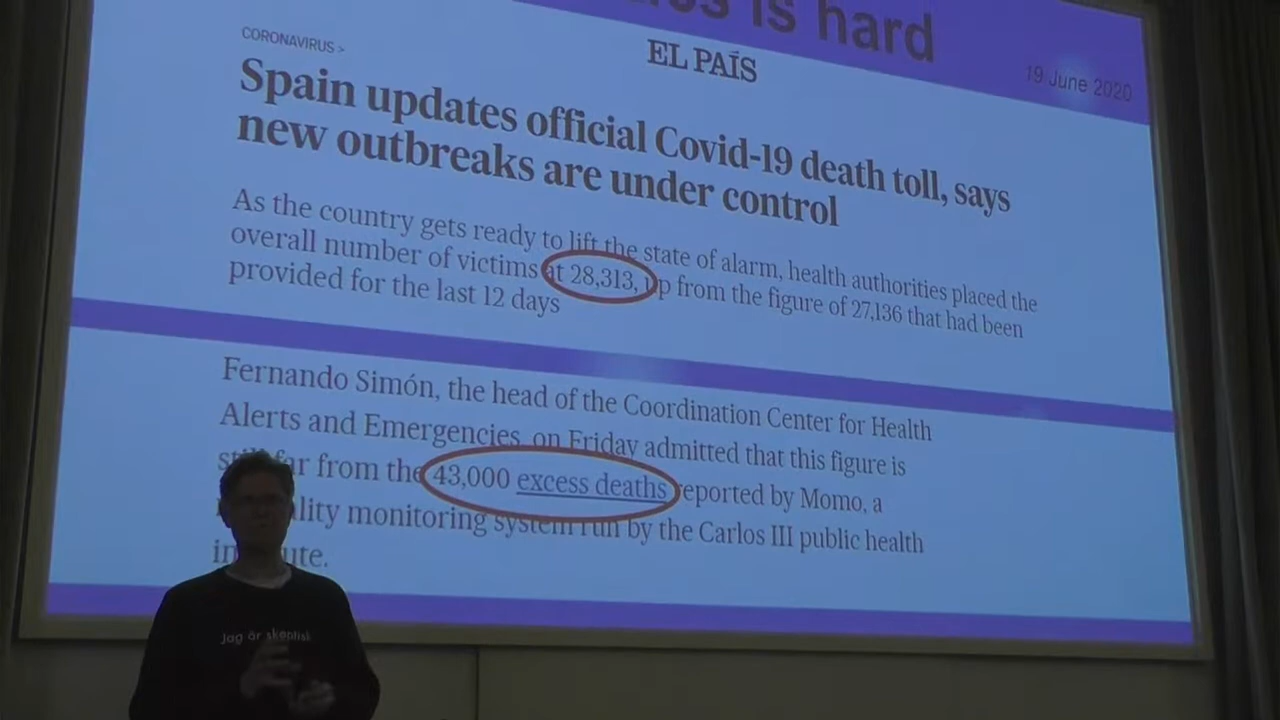 is hard
19 June 2020
CORONAVIRUS >
EL PAÍS
Spain updates official Covid-19 death toll, says
new outbreaks are under control
As the country gets ready to lift the state of alarm, health authorities placed the
overall number of victims at 28,313, up from the figure of 27,136 that had been
provided for the last 12 days
Fernando Simón, the head of the Coordination Center for Health
Alerts and Emergencies, on Friday admitted that this figure is
far from the 43,000 excess deaths reported by Momo, a
monitoring system run by the Carlos III public health
Jag är skeptisk